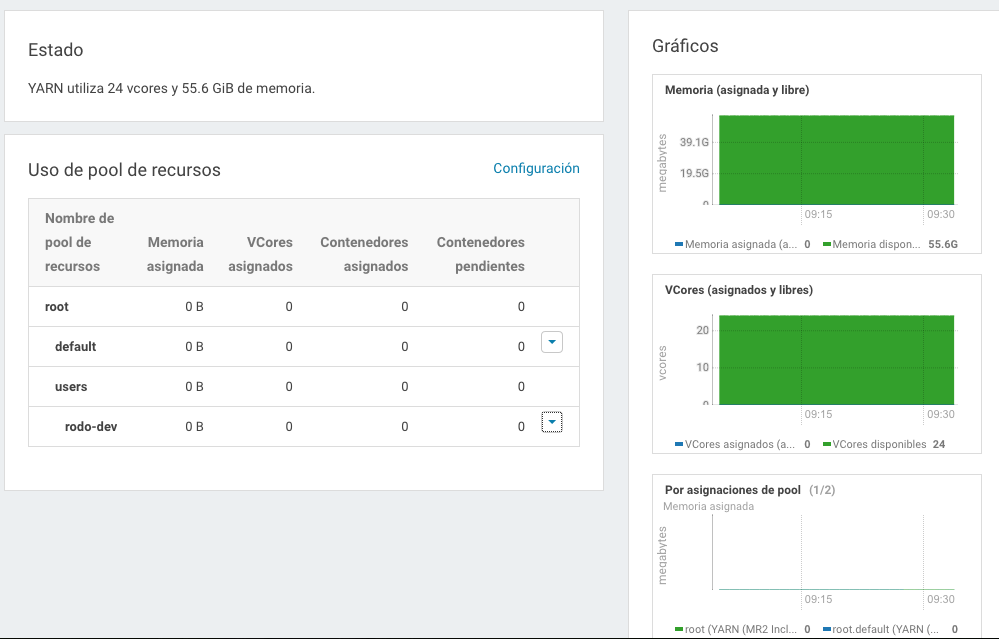 Estado
YARN utiliza 24 vcores y 55.6 GiB de memoria.
Uso de pool de recursos
Configuración
Nombre de pool de recursos
Memoria asignada
VCores asignados
Contenedores asignados
Contenedores pendientes
root 0 B 0 0 0
default 0 B 0 0 0
users 0 B 0 0 0
rodo-dev 0 B 0 0 0
Gráficos
Memoria (asignada y libre)
megabytes
39.1G
19.5G
0
09:15 09:30
Memoria asignada (a... 0 Memoria dispon... 55.6G
VCores (asignados y libres)
vcores
20
10
0
09:15 09:30
VCores asignados (a... 0 VCores disponibles 24
Por asignaciones de pool (1/2)
Memoria asignada
megabytes
09:15 09:30
root (YARN (MR2 Incl... 0 root.default (YARN (... 0